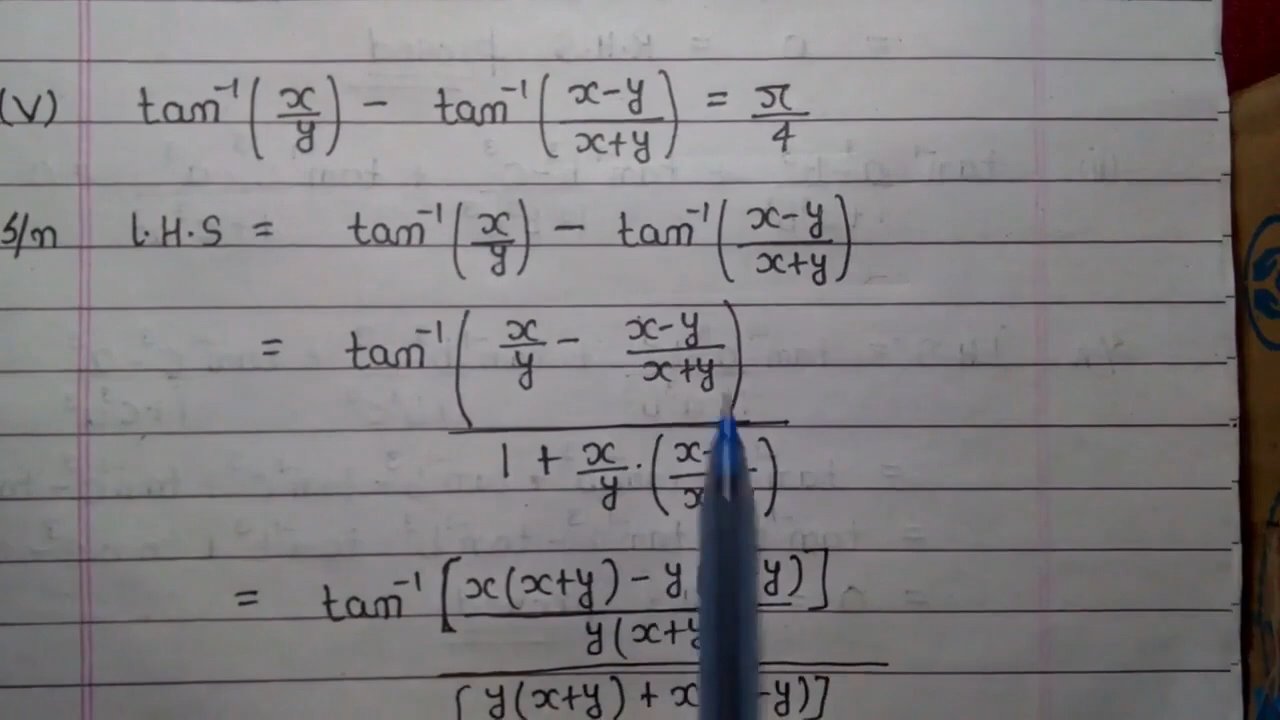 (V) tan⁻¹(x/y) - tan⁻¹(x-y/x+y) = π/4
S/n L.H.S = tan⁻¹(x/y) - tan⁻¹(x-y/x+y)
= tan⁻¹(x/y - x-y/x+y)
1 + x/y . (x-
= tan⁻¹[x(x+y) - y y)]
y(x+y
[y(x+y) + x -y)]